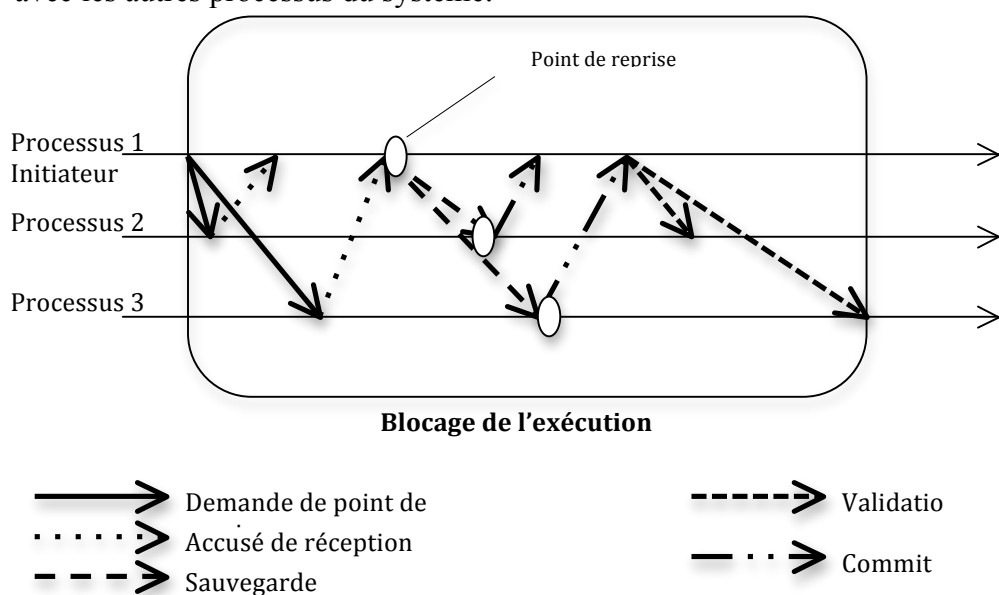 avec les autres processus du système.
Point de reprise
Processus 1
Initiateur
Processus 2
Processus 3
Blocage de l'exécution
Demande de point de
Accusé de réception
Sauvegarde
Validatio
Commit